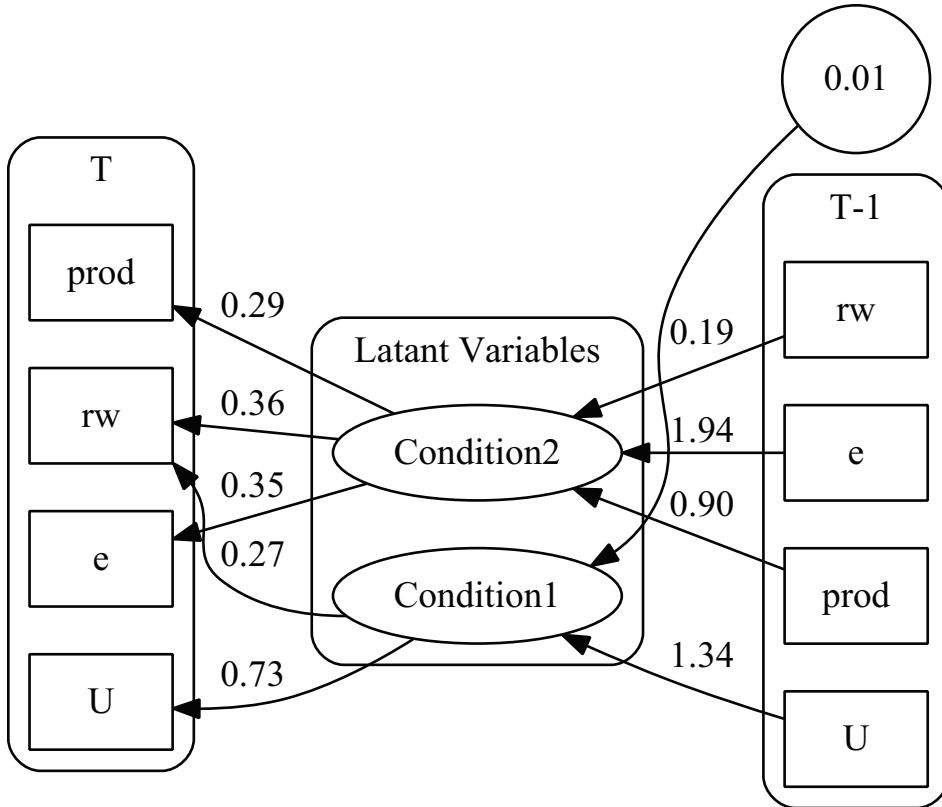 0.01
T
T-1
prod
0.29
rw
0.19
Latant Variables
rw
0.36
Condition2
1.94
e
0.35
0.90
e
0.27
Condition1
prod
0.73
1.34
U
U